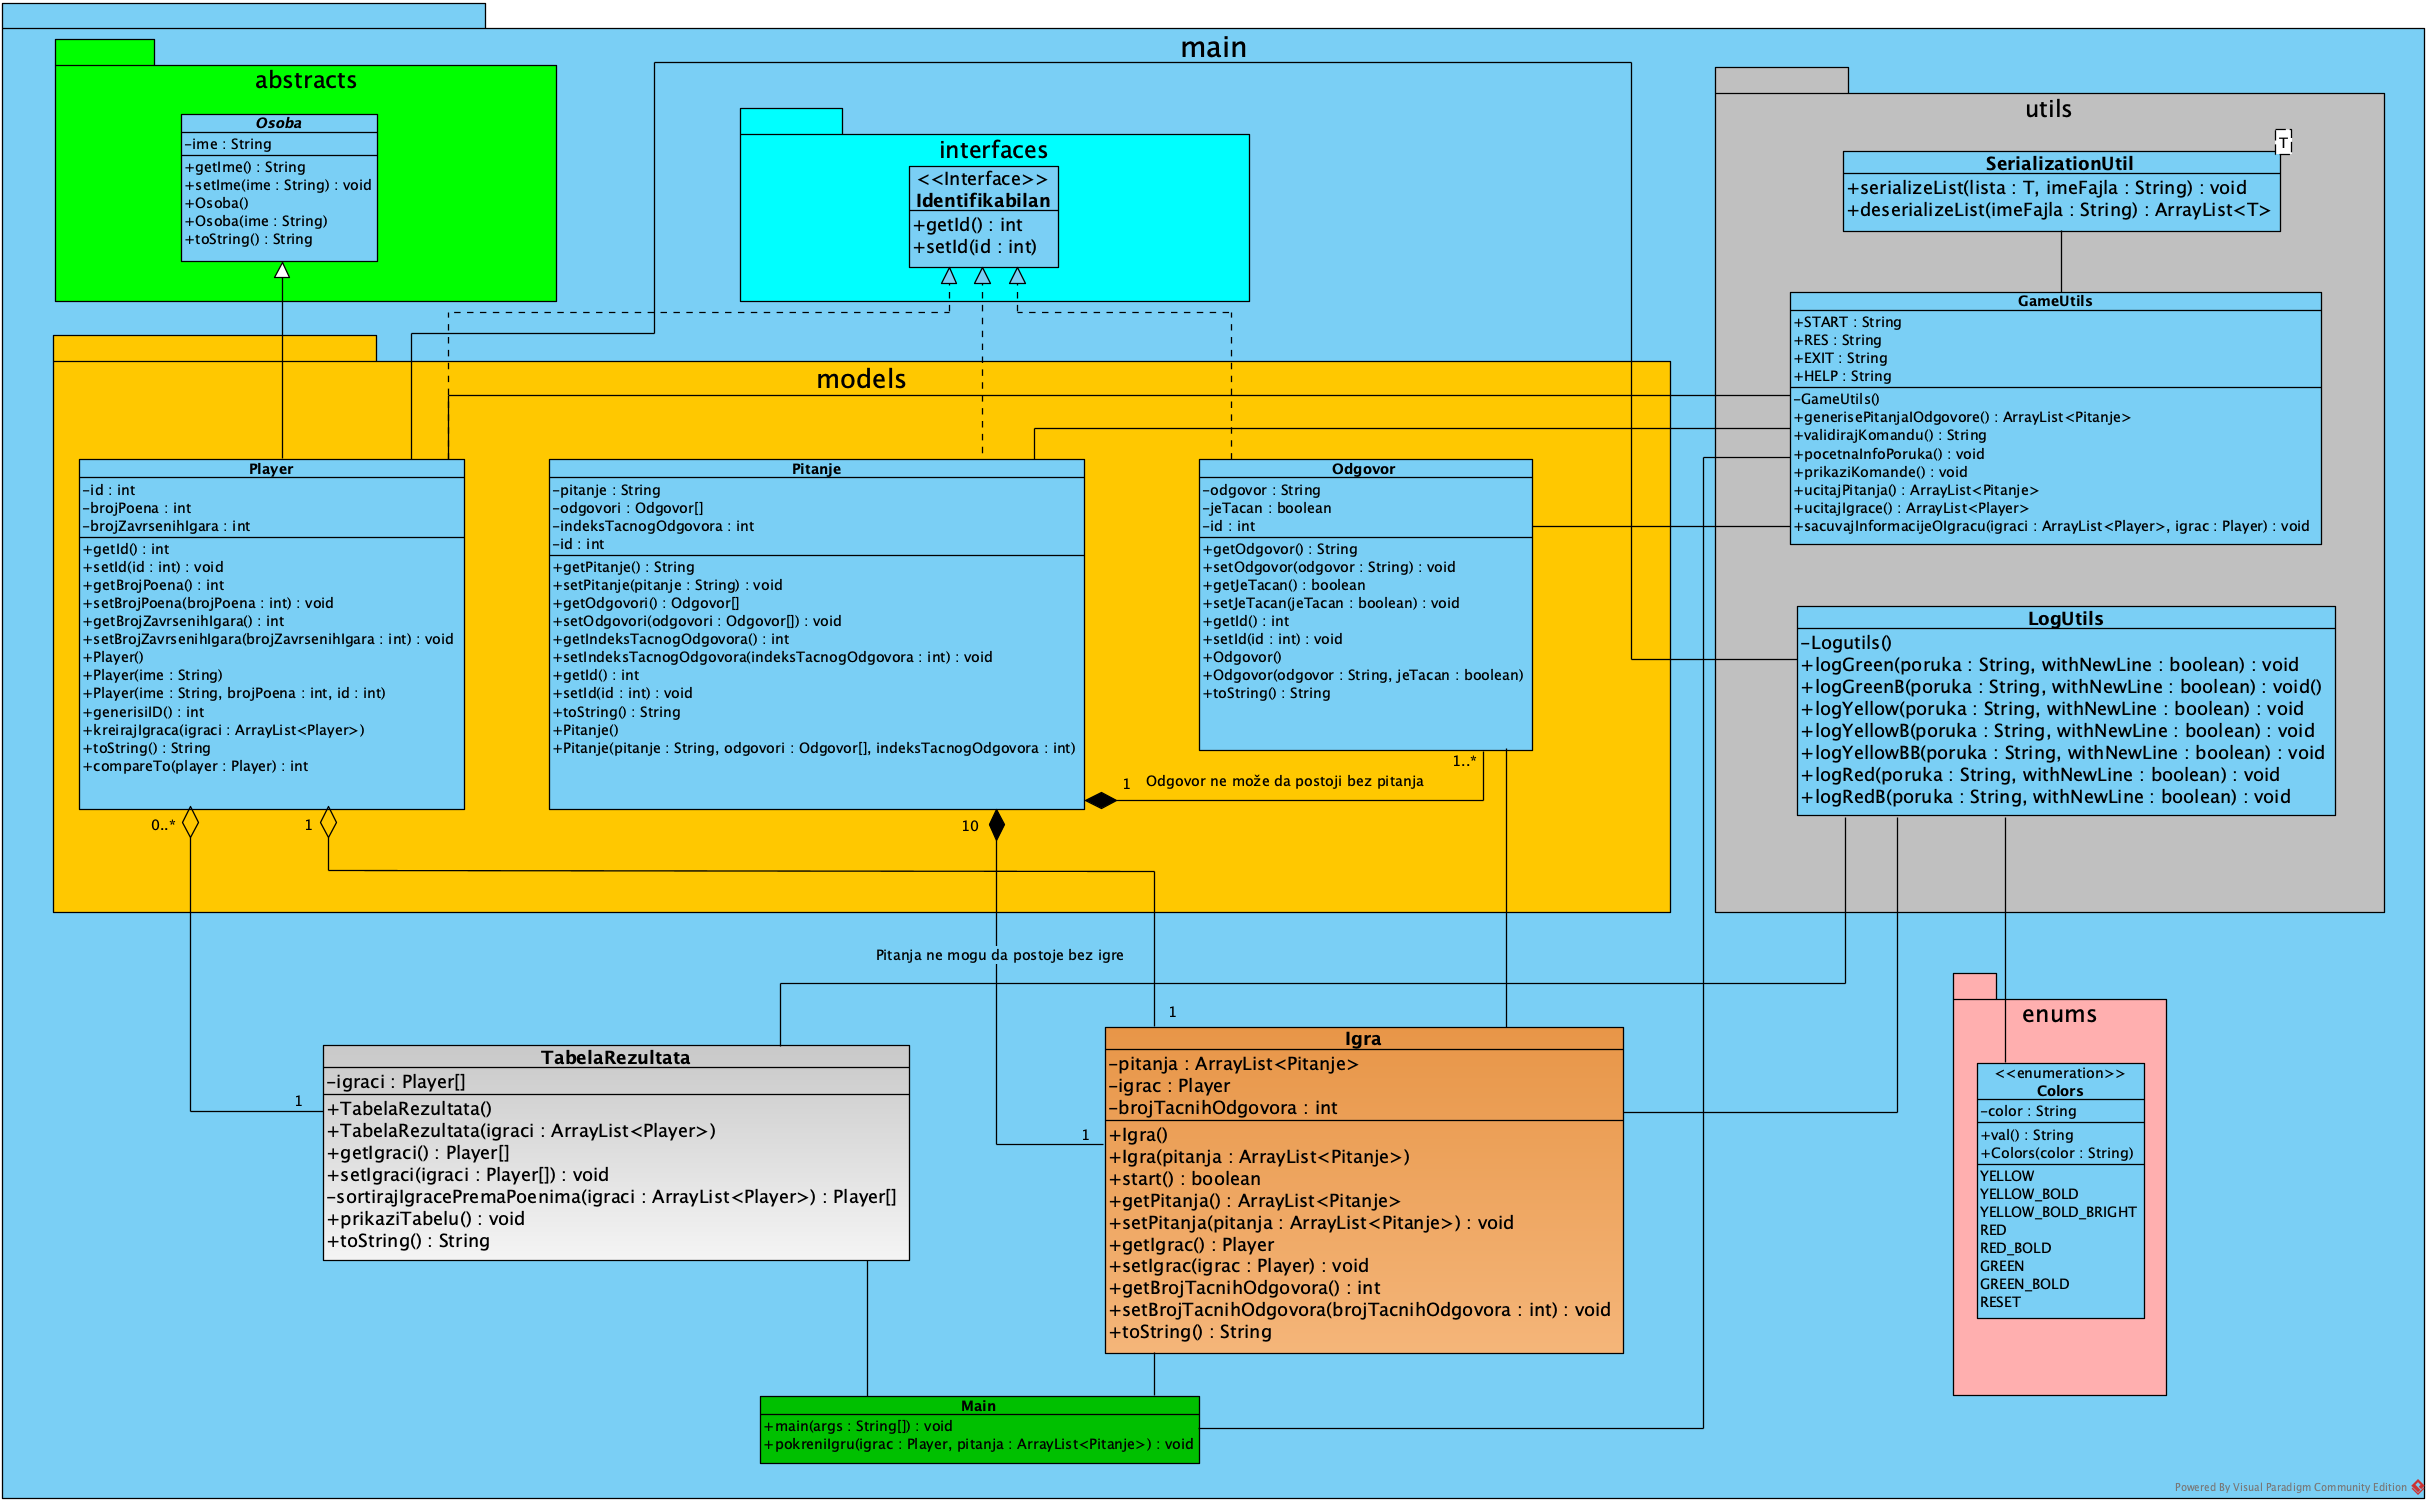 main
abstracts
Osoba
-ime : String
+getIme() : String
+setIme(ime : String) : void
+Osoba()
+Osoba(ime : String)
+toString() : String
interfaces
<<Interface>>
Identifikabilan
+getId() : int
+setId(id : int)
utils
T
SerializationUtil
+serializeList(lista : T, imeFajla : String) : void
+deserializeList(imeFajla : String) : ArrayList<T>
GameUtils
+START : String
+RES : String
+EXIT : String
+HELP : String
-GameUtils()
+generisePitanjaIOdgovore() : ArrayList<Pitanje>
+validirajKomandu() : String
+pocetnaInfoPoruka() : void
+prikaziKomande() : void
+ucitajPitanja() : ArrayList<Pitanje>
+ucitajIgrace() : ArrayList<Player>
+sacuvajInformacijeOIgracu(igraci : ArrayList<Player>, igrac : Player) : void
LogUtils
-Logutils()
+logGreen(poruka : String, withNewLine : boolean) : void
+logGreenB(poruka : String, withNewLine : boolean) : void()
+logYellow(poruka : String, withNewLine : boolean) : void
+logYellowB(poruka : String, withNewLine : boolean) : void
+logYellowBB(poruka : String, withNewLine : boolean) : void
+logRed(poruka : String, withNewLine : boolean) : void
+logRedB(poruka : String, withNewLine : boolean) : void
models
Player
-id : int
-brojPoena : int
-brojZavrsenihIgara : int
+getId() : int
+setId(id : int) : void
+getBrojPoena() : int
+setBrojPoena(brojPoena : int) : void
+getBrojZavrsenihIgara() : int
+setBrojZavrsenihIgara(brojZavrsenihIgara : int) : void
+Player()
+Player(ime : String)
+Player(ime : String, brojPoena : int, id : int)
+generisiID() : int
+kreirajIgraca(igraci : ArrayList<Player>)
+toString() : String
+compareTo(player : Player) : int
Pitanje
-pitanje : String
-odgovori : Odgovor[]
-indeksTacnogOdgovora : int
-id : int
+getPitanje() : String
+setPitanje(pitanje : String) : void
+getOdgovori() : Odgovor[]
+setOdgovori(odgovori : Odgovor[]) : void
+getIndeksTacnogOdgovora() : int
+setIndeksTacnogOdgovora(indeksTacnogOdgovora : int) : void
+getId() : int
+setId(id : int) : void
+toString() : String
+Pitanje()
+Pitanje(pitanje : String, odgovori : Odgovor[], indeksTacnogOdgovora : int)
Odgovor
-odgovor : String
-jeTacan : boolean
-id : int
+getOdgovor() : String
+setOdgovor(odgovor : String) : void
+getJeTacan() : boolean
+setJeTacan(jeTacan : boolean) : void
+getId() : int
+setId(id : int) : void
+Odgovor()
+Odgovor(odgovor : String, jeTacan : boolean)
+toString() : String
1..*
1
Odgovor ne može da postoji bez pitanja
0..*
1
10
Pitanja ne mogu da postoje bez igre
1
1
1
TabelaRezultata
-igraci : Player[]
+TabelaRezultata()
+TabelaRezultata(igraci : ArrayList<Player>)
+getIgraci() : Player[]
+setIgraci(igraci : Player[]) : void
-sortirajIgracePremaPoenima(igraci : ArrayList<Player>) : Player[]
+prikaziTabelu() : void
+toString() : String
Igra
-pitanja : ArrayList<Pitanje>
-igrac : Player
-brojTacnihOdgovora : int
+Igra()
+Igra(pitanja : ArrayList<Pitanje>)
+start() : boolean
+getPitanja() : ArrayList<Pitanje>
+setPitanja(pitanja : ArrayList<Pitanje>) : void
+getIgrac() : Player
+setIgrac(igrac : Player) : void
+getBrojTacnihOdgovora() : int
+setBrojTacnihOdgovora(brojTacnihOdgovora : int) : void
+toString() : String
enums
<<enumeration>>
Colors
-color : String
+val() : String
+Colors(color : String)
YELLOW
YELLOW_BOLD
YELLOW_BOLD_BRIGHT
RED
RED_BOLD
GREEN
GREEN_BOLD
RESET
Main
+main(args : String[]) : void
+pokreniIgru(igrac : Player, pitanja : ArrayList<Pitanje>) : void
Powered By Visual Paradigm Community Edition